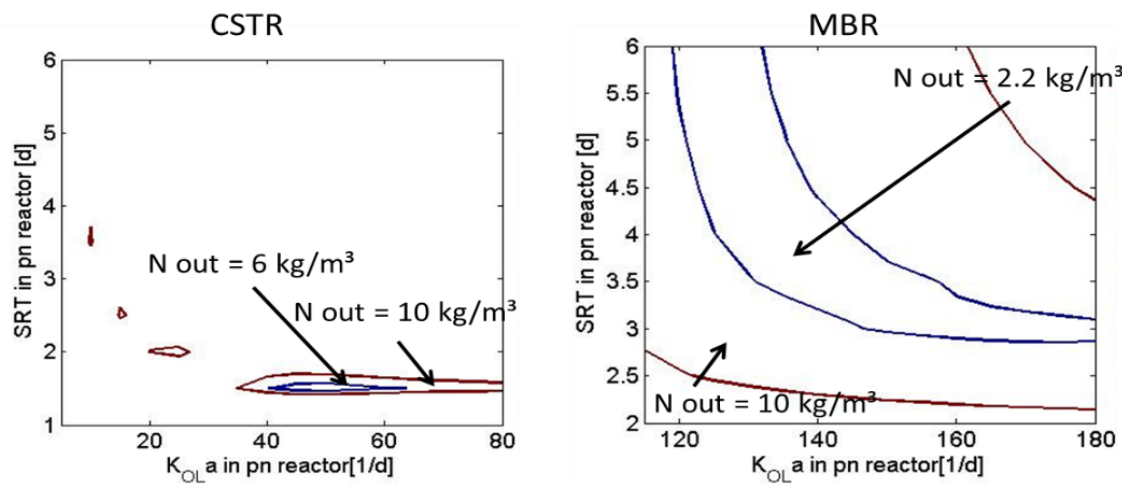 CSTR
6
5
4
3
2
1
20
40
60
80
SRT in pn reactor [d]
K_OL a in pn reactor[1/d]
N out = 6 kg/m³
N out = 10 kg/m³
MBR
6
5.5
5
4.5
4
3.5
3
2.5
2
120
140
160
180
SRT in pn reactor [d]
K_OL a in pn reactor[1/d]
N out = 2.2 kg/m³
N out = 10 kg/m³